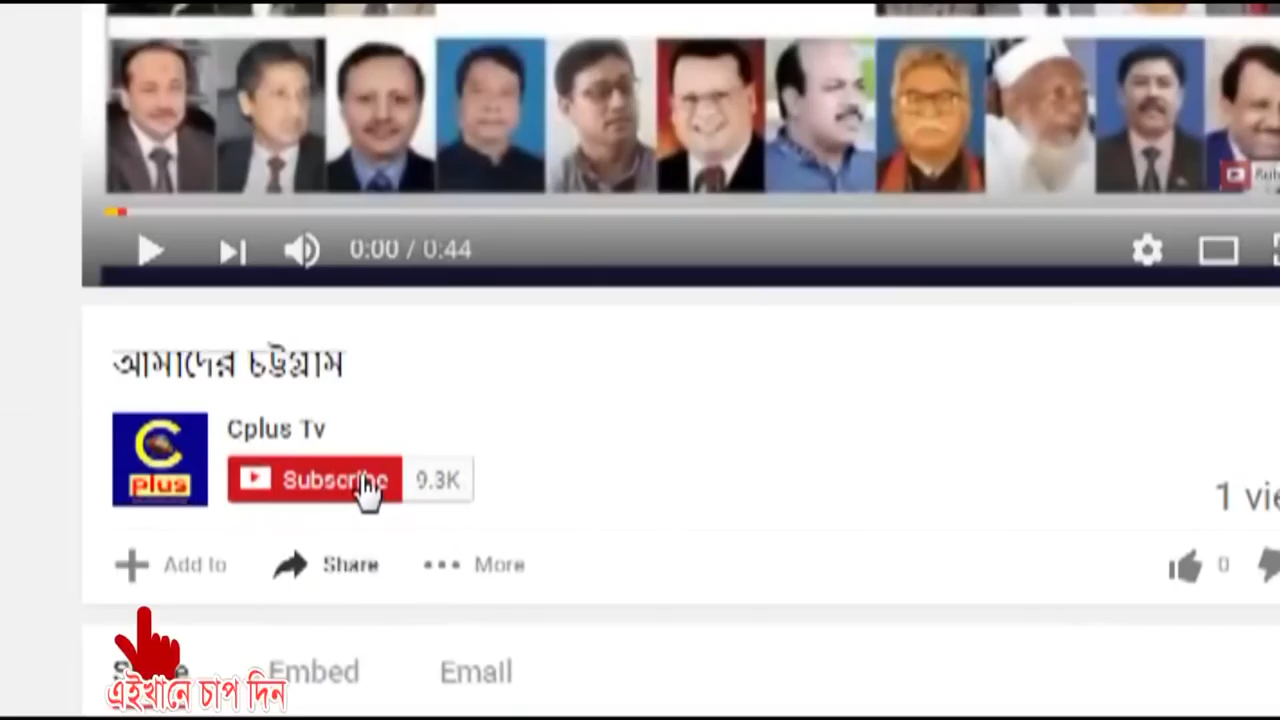 0:00 / 0:44
আমাদের চট্টগ্রাম
C plus
Cplus Tv
Subscribe 9.3K
1
Add to Share More 0
Embed Email
এইখানে চাপ দিন